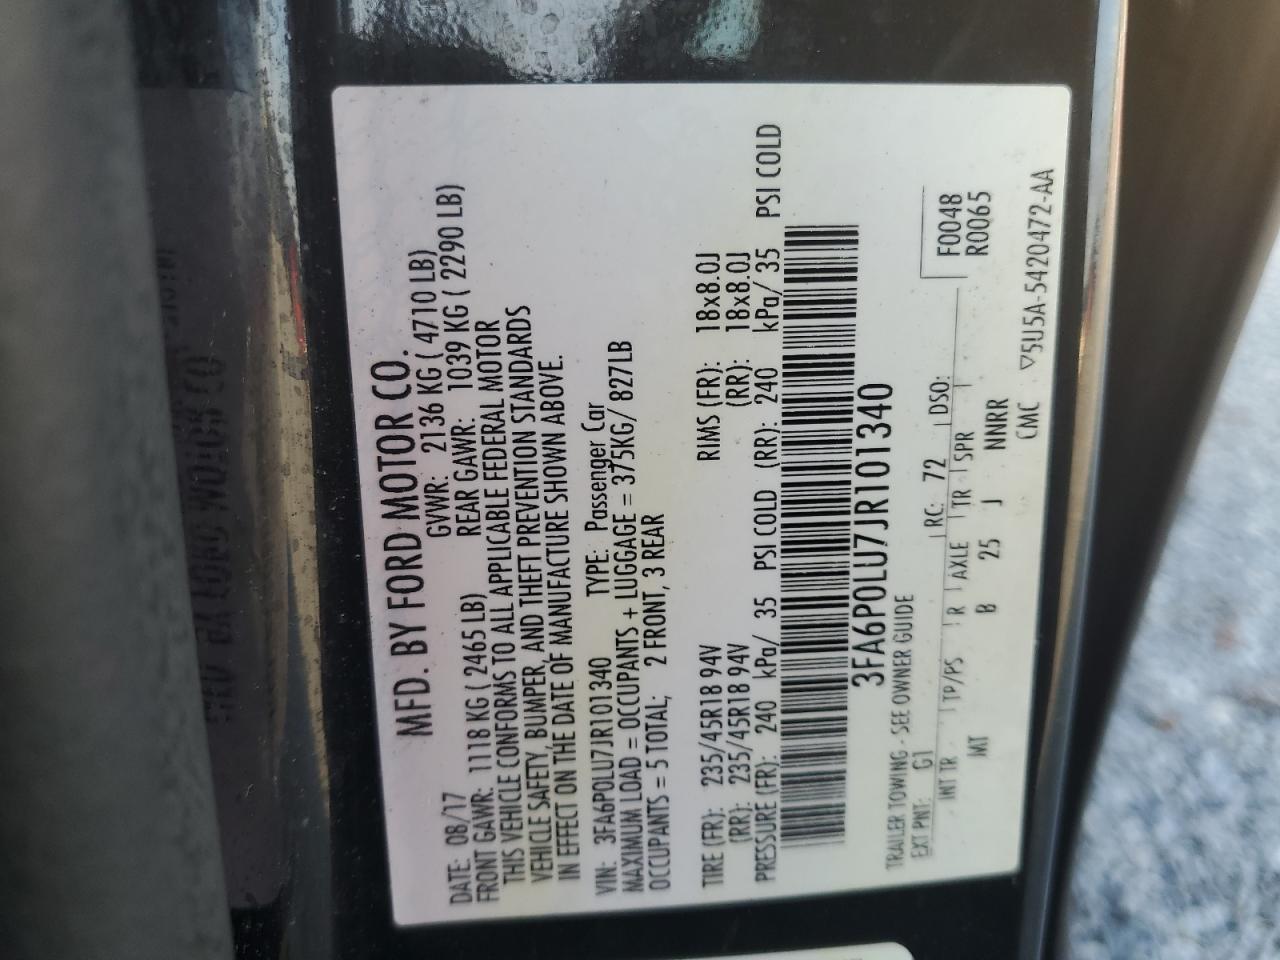 MFD. BY FORD MOTOR CO.
DATE: 08/17 GVWR: 2136 KG ( 4710 LB)
FRONT GAWR: 1118 KG ( 2465 LB) REAR GAWR: 1039 KG ( 2290 LB)
THIS VEHICLE CONFORMS TO ALL APPLICABLE FEDERAL MOTOR
VEHICLE SAFETY, BUMPER, AND THEFT PREVENTION STANDARDS
IN EFFECT ON THE DATE OF MANUFACTURE SHOWN ABOVE.
VIN: 3FA6P0LU7JR101340 TYPE: Passenger Car
MAXIMUM LOAD = OCCUPANTS + LUGGAGE = 375KG/ 827LB
OCCUPANTS = 5 TOTAL; 2 FRONT, 3 REAR
TIRE (FR): 235/45R18 94V RIMS (FR): 18x8.0J
(RR): 235/45R18 94V (RR): 18x8.0J
PRESSURE (FR): 240 kPa/ 35 PSI COLD (RR): 240 kPa/ 35 PSI COLD
3FA6P0LU7JR101340
TRAILER TOWING - SEE OWNER GUIDE
EXT PNT: G1 RC: 72 DSO: F0048
INT TR TP/PS R AXLE TR SPR R0065
MT B 25 J NNRR
CMC ▽5U5A-5420472-AA